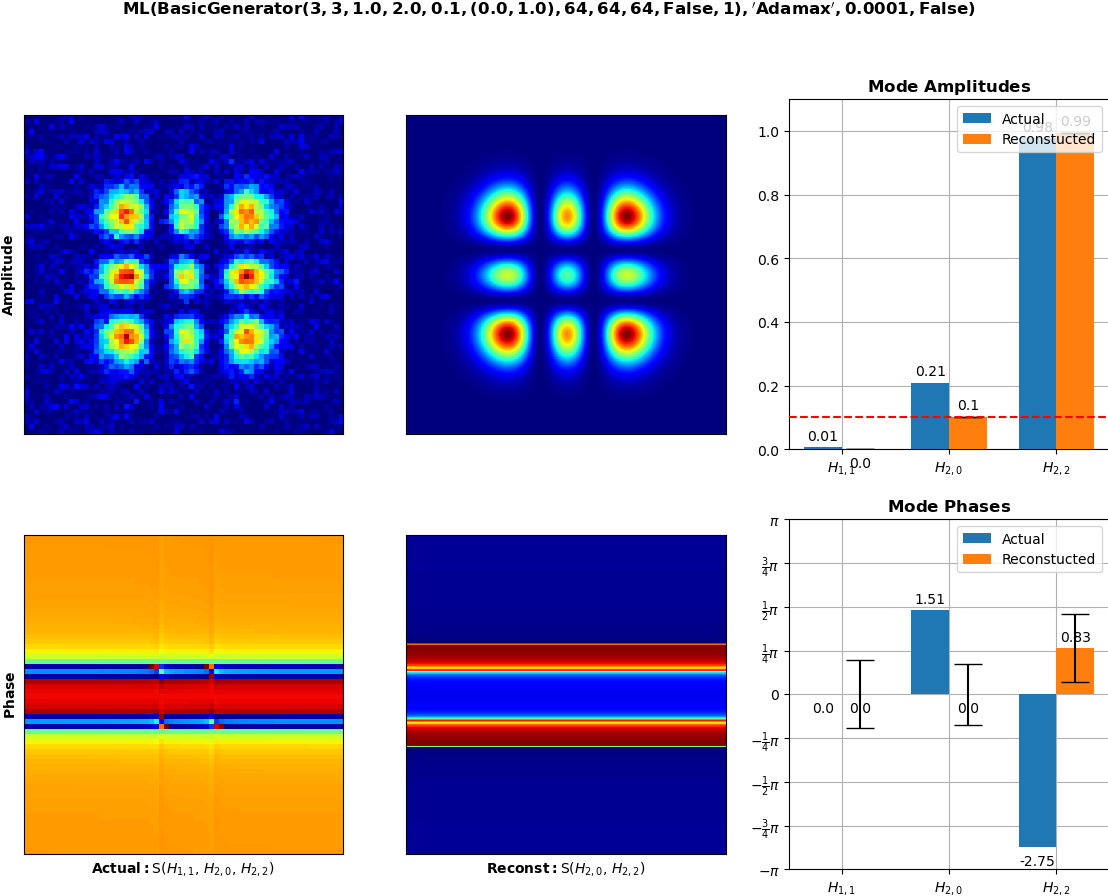 ML(BasicGenerator(3, 3, 1.0, 2.0, 0.1, (0.0, 1.0), 64, 64, 64, False, 1), ′Adamax′, 0.0001, False)
Amplitude
Mode Amplitudes
Actual
Reconstucted
1.0
0.8
0.6
0.4
0.2
0.0
0.01
0.0
0.21
0.1
0.98
0.99
H1,1
H2,0
H2,2
Phase
Actual: S(H1,1, H2,0, H2,2)
Reconst: S(H2,0, H2,2)
Mode Phases
Actual
Reconstucted
π
3/4π
1/2π
1/4π
0
−1/4π
−1/2π
−3/4π
−π
0.0
0.0
1.51
0.0
-2.75
0.83
H1,1
H2,0
H2,2